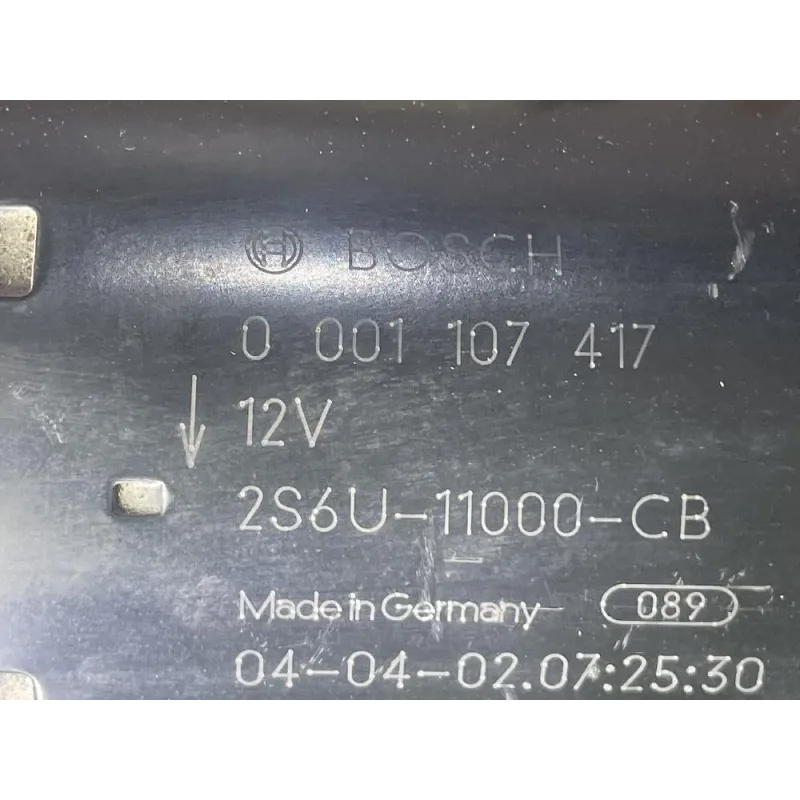 BOSCH
0 001 107 417
12V
2S6U-11000-CB
Made in Germany 089
04-04-02.07:25:30